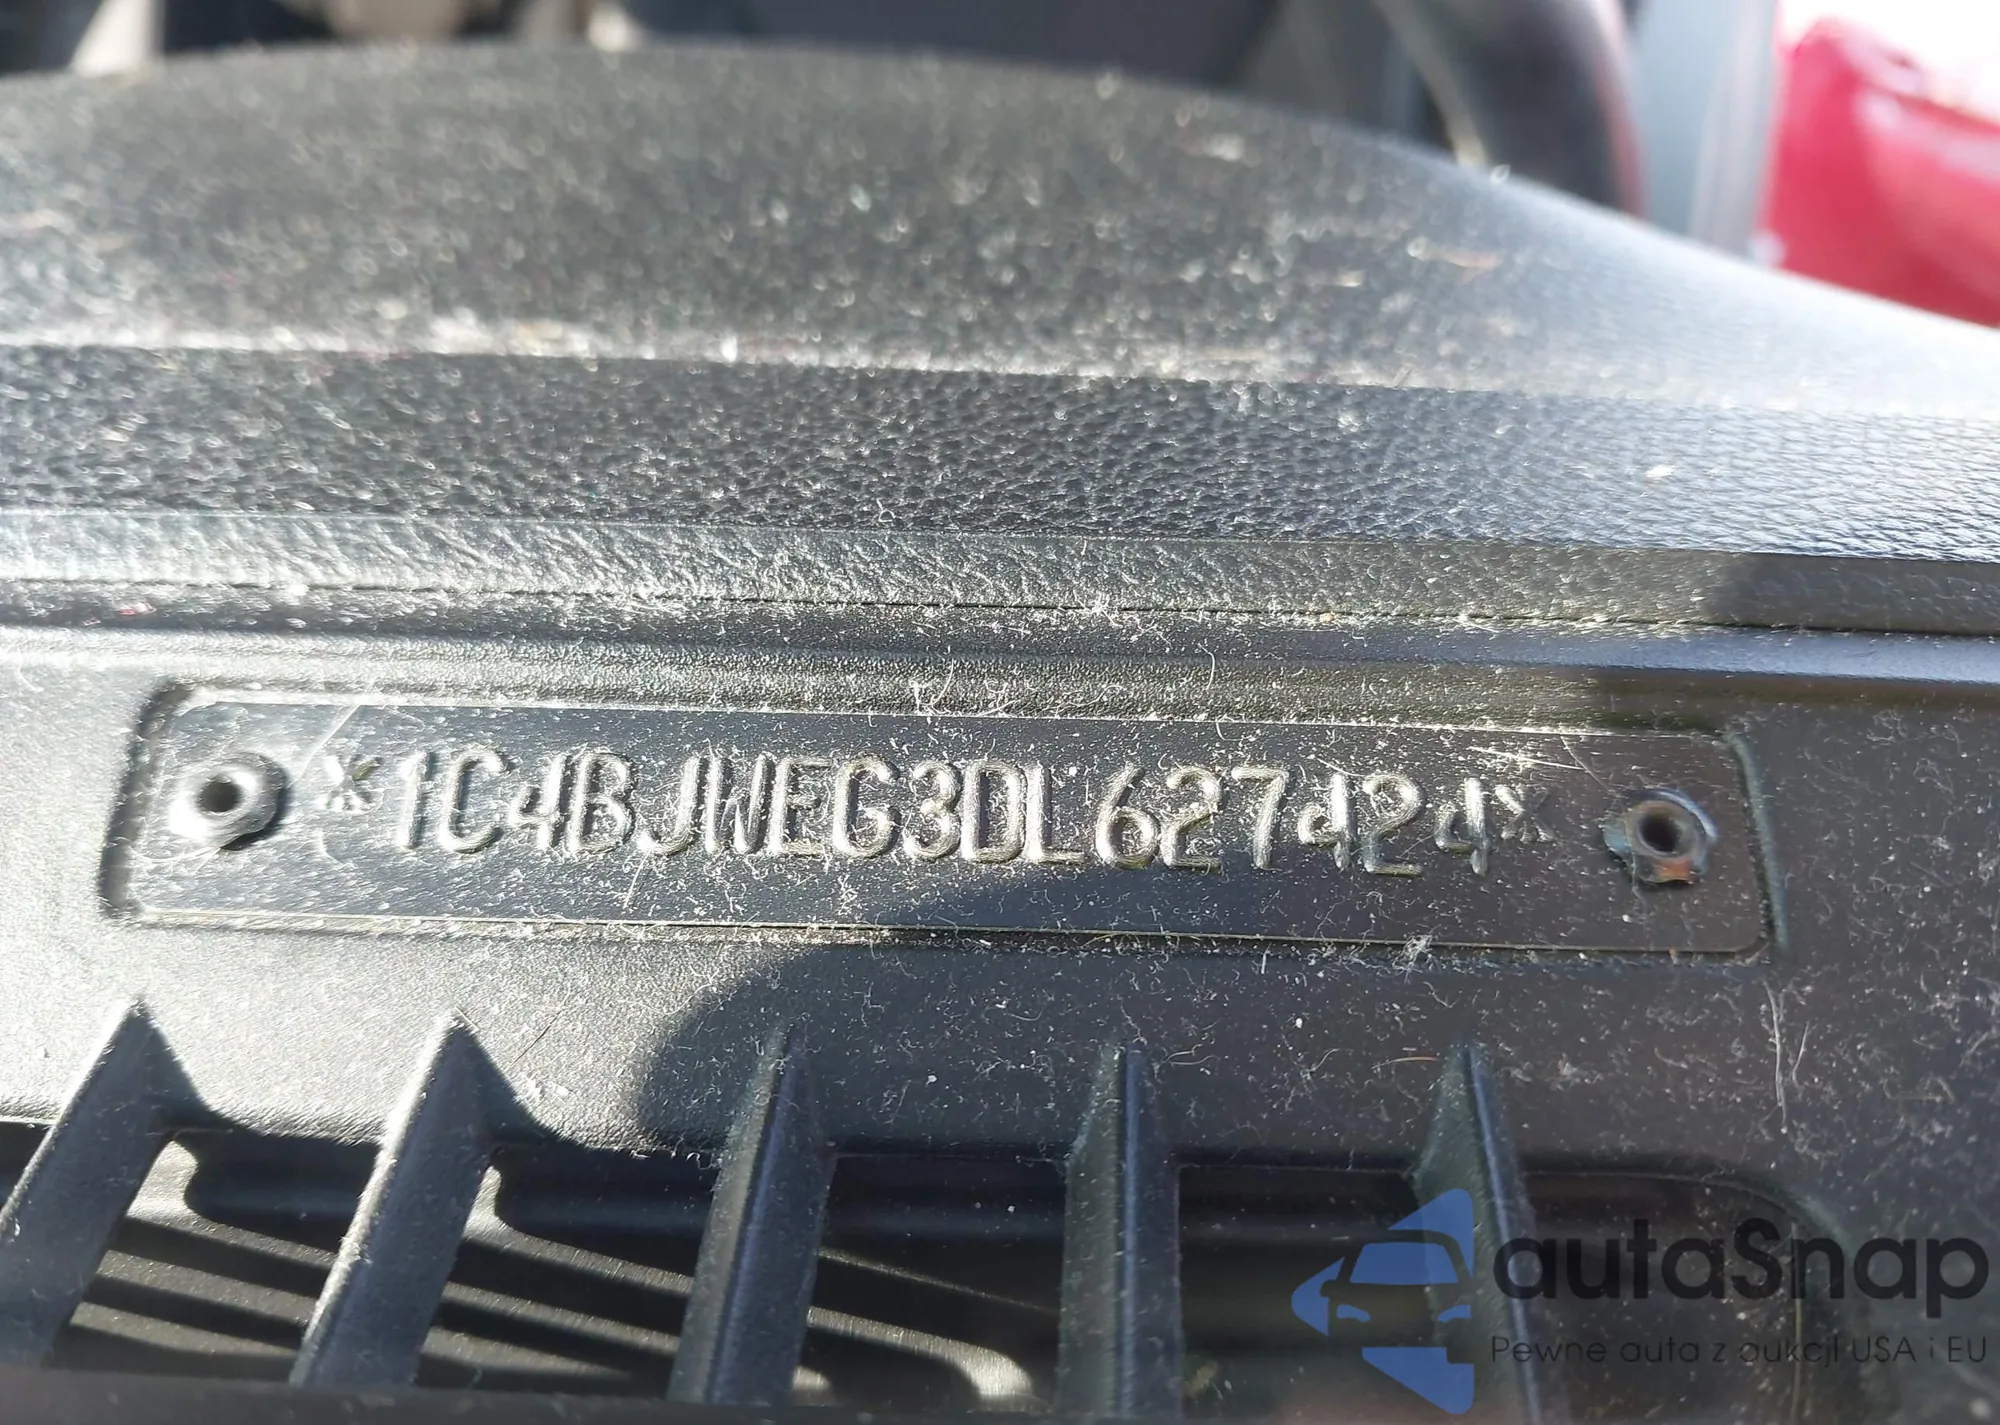 *1C4BJWEG3DL627424*
autaSnap
Pewne auta z aukcji USA i EU